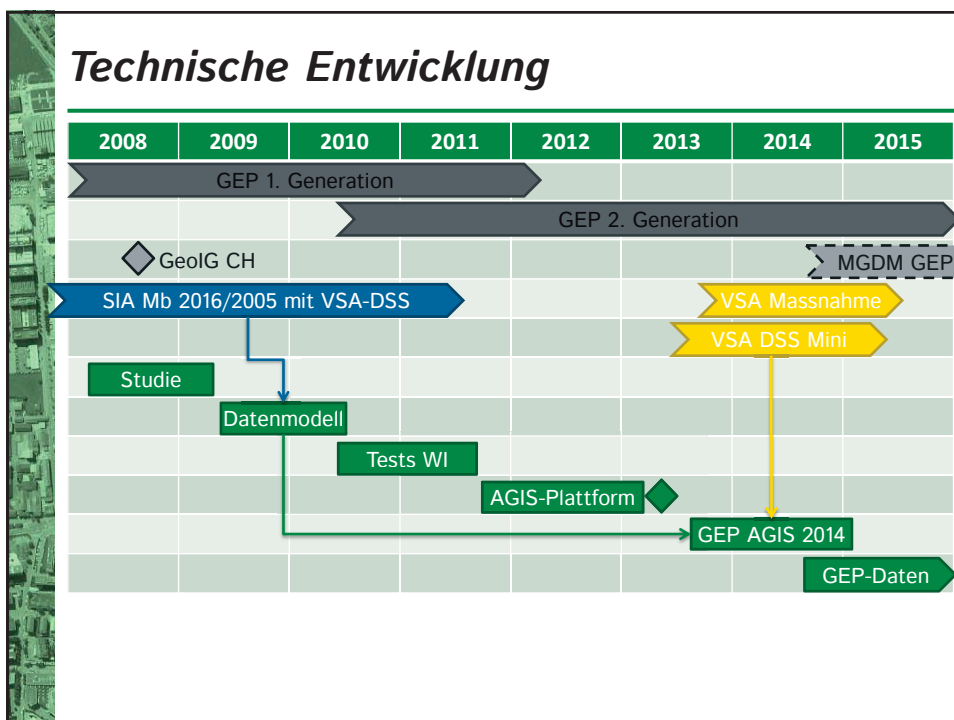 Technische Entwicklung
2008 2009 2010 2011 2012 2013 2014 2015
GEP 1. Generation
GEP 2. Generation
GeoIG CH MGDM GEP
SIA Mb 2016/2005 mit VSA-DSS VSA Massnahme
VSA DSS Mini
Studie
Datenmodell
Tests WI
AGIS-Plattform
GEP AGIS 2014
GEP-Daten